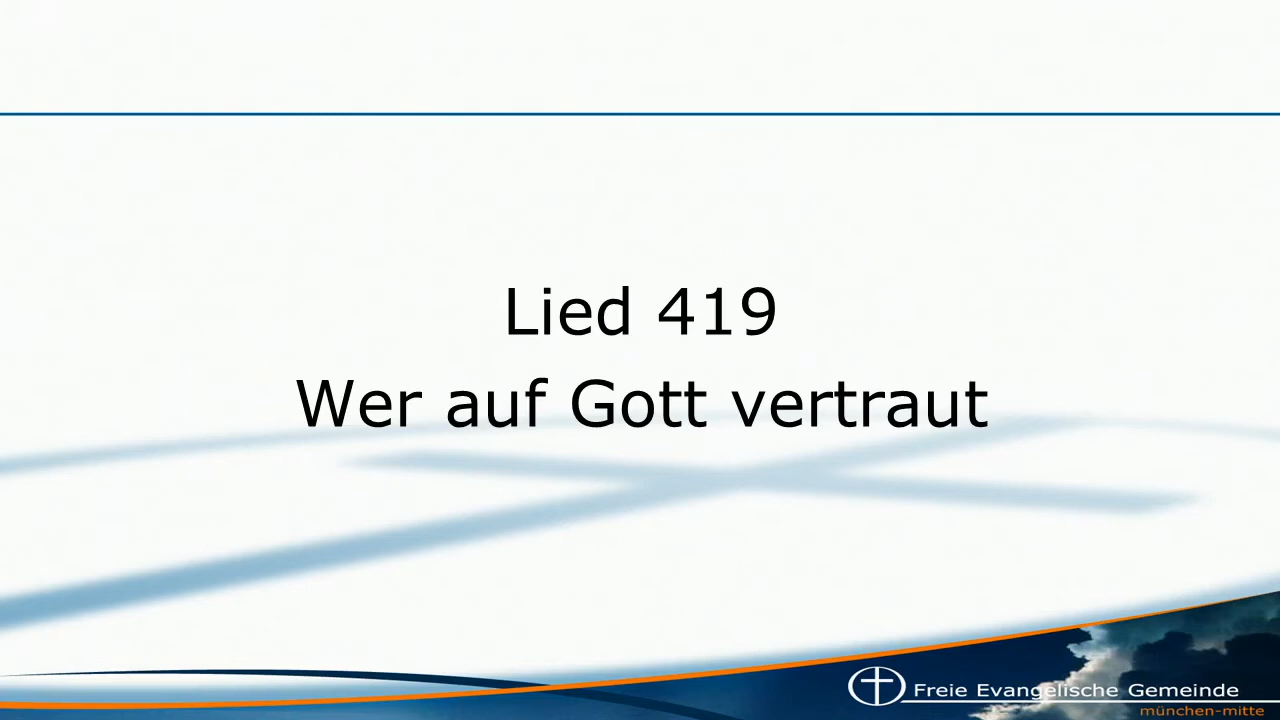 Lied 419
Wer auf Gott vertraut
Freie Evangelische Gemeinde
münchen-mitte